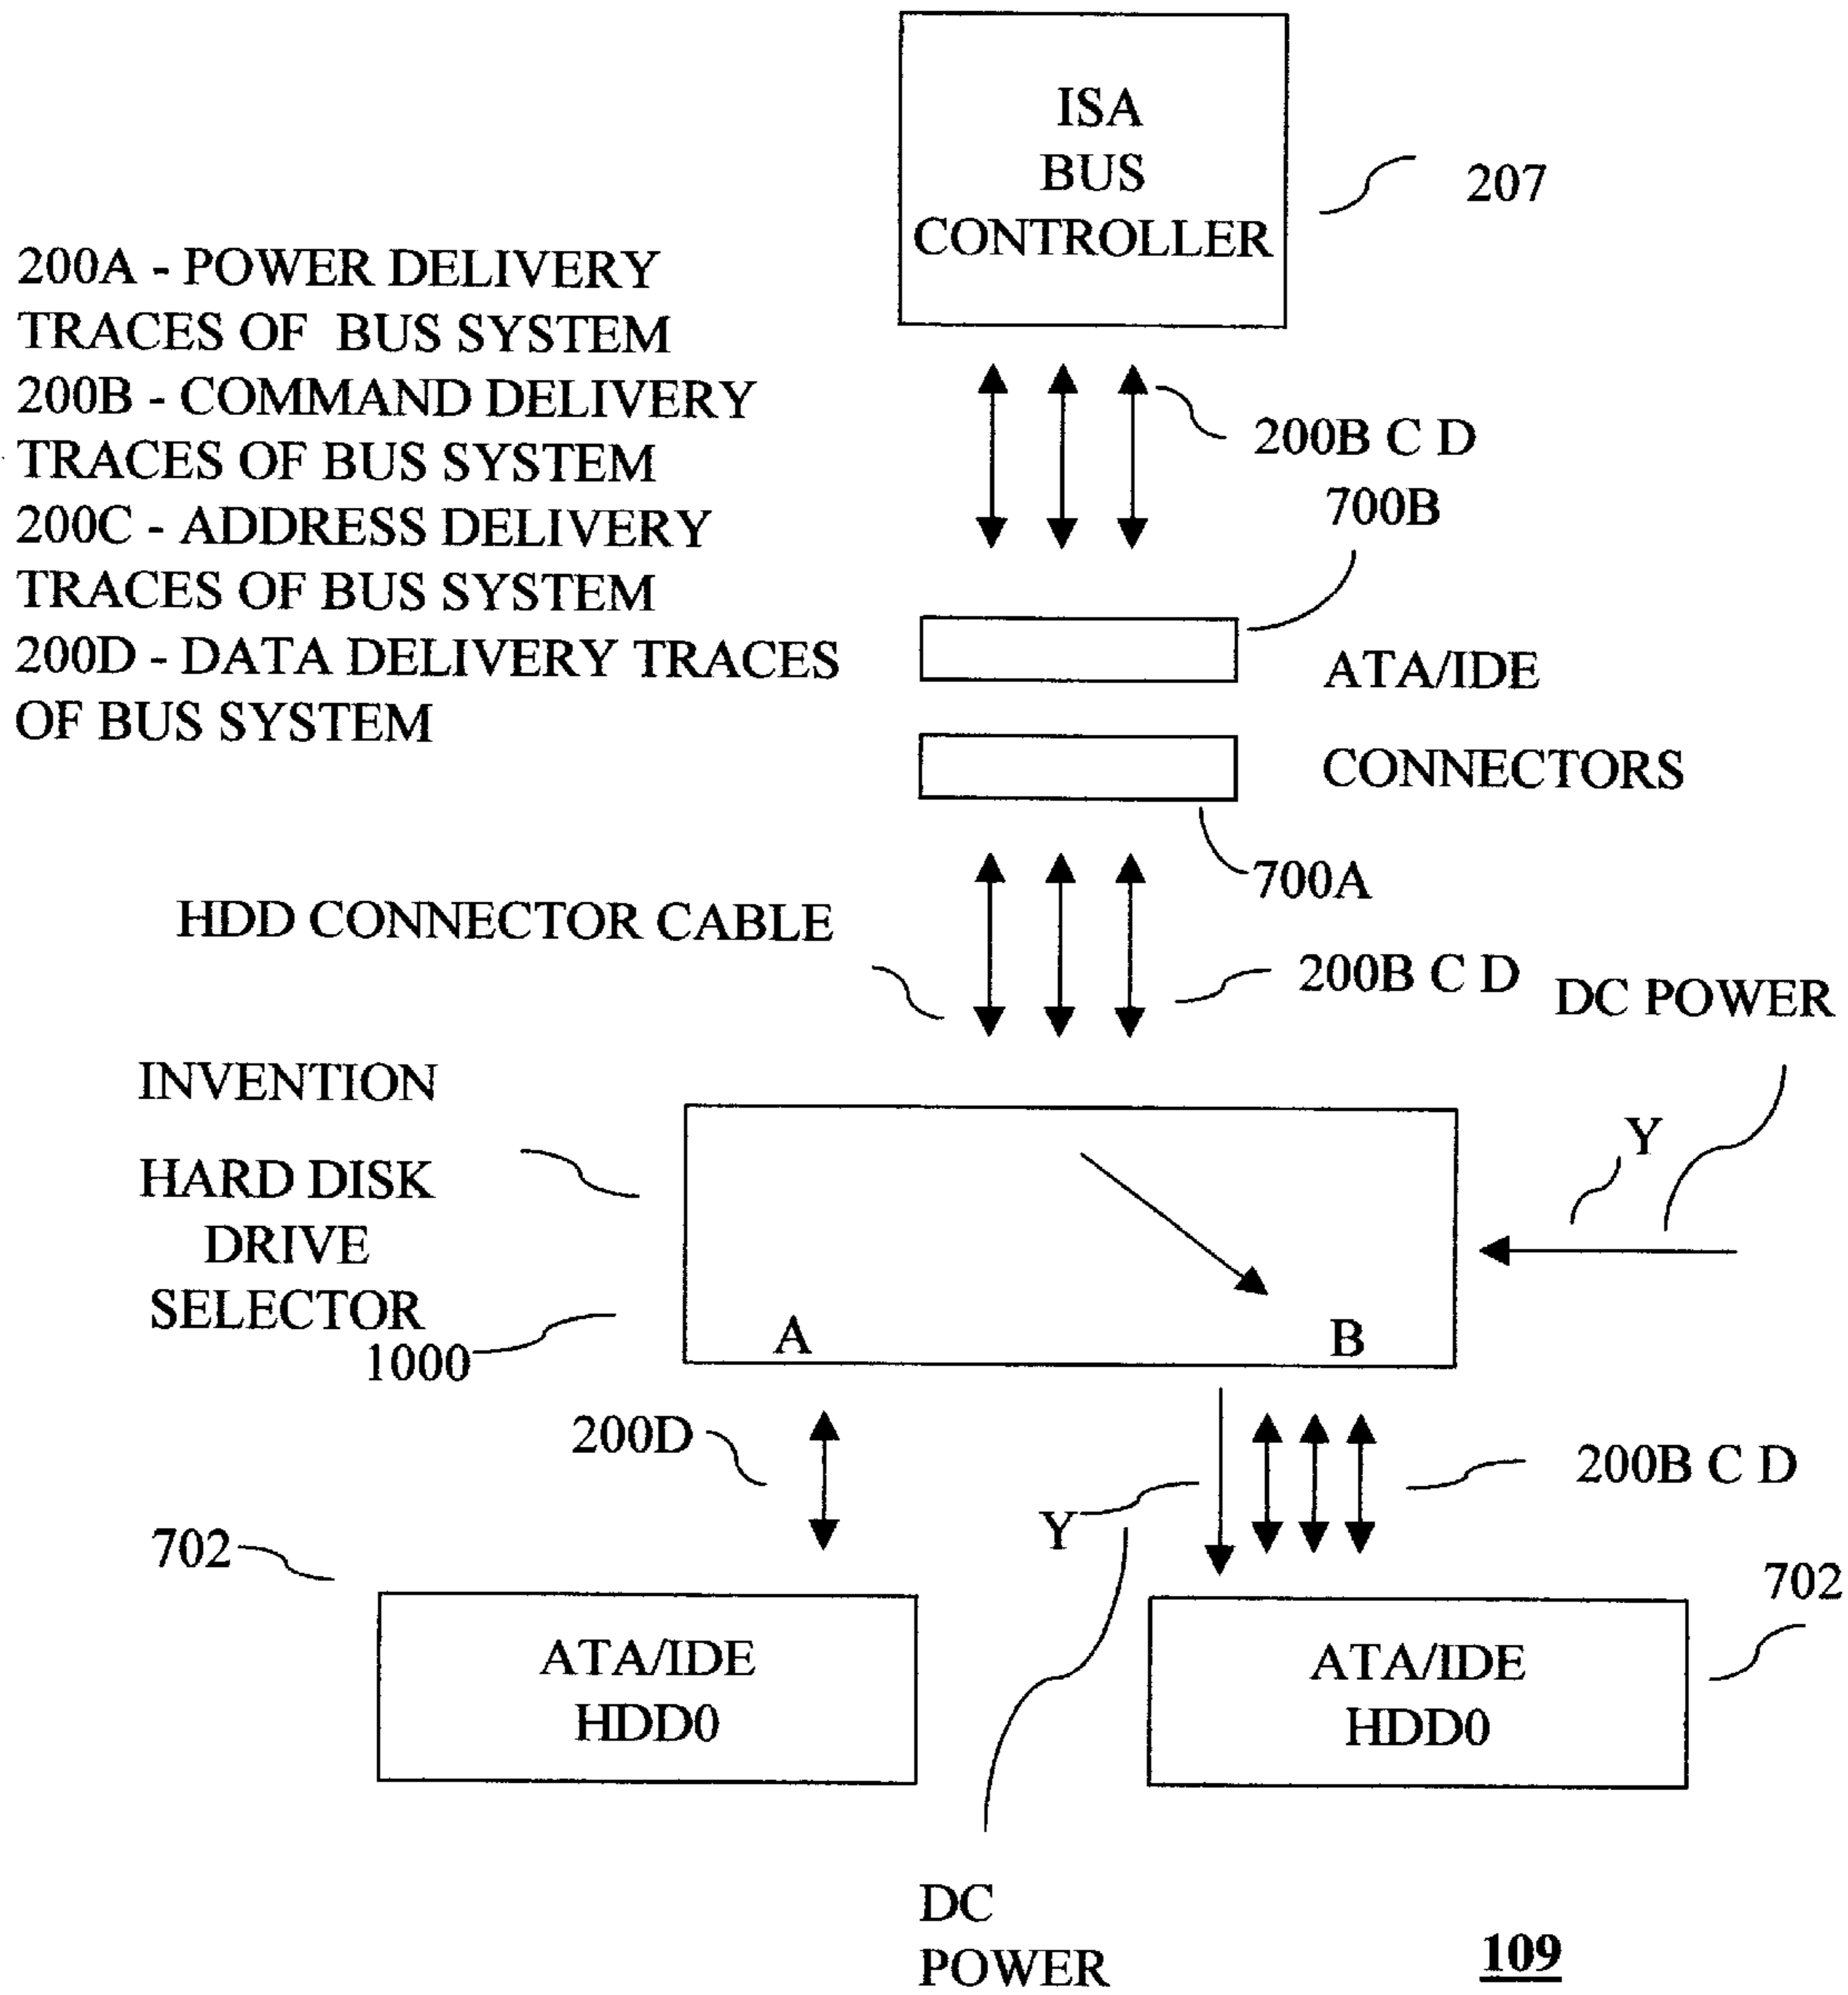 ISA
BUS
CONTROLLER
207
200A - POWER DELIVERY
TRACES OF BUS SYSTEM
200B - COMMAND DELIVERY
TRACES OF BUS SYSTEM
200C - ADDRESS DELIVERY
TRACES OF BUS SYSTEM
200D - DATA DELIVERY TRACES
OF BUS SYSTEM
200B C D
700B
ATA/IDE
CONNECTORS
700A
HDD CONNECTOR CABLE
200B C D
DC POWER
INVENTION
HARD DISK
DRIVE
SELECTOR
1000
Y
A
B
200D
Y
200B C D
702
702
ATA/IDE
HDD0
ATA/IDE
HDD0
DC
POWER
109